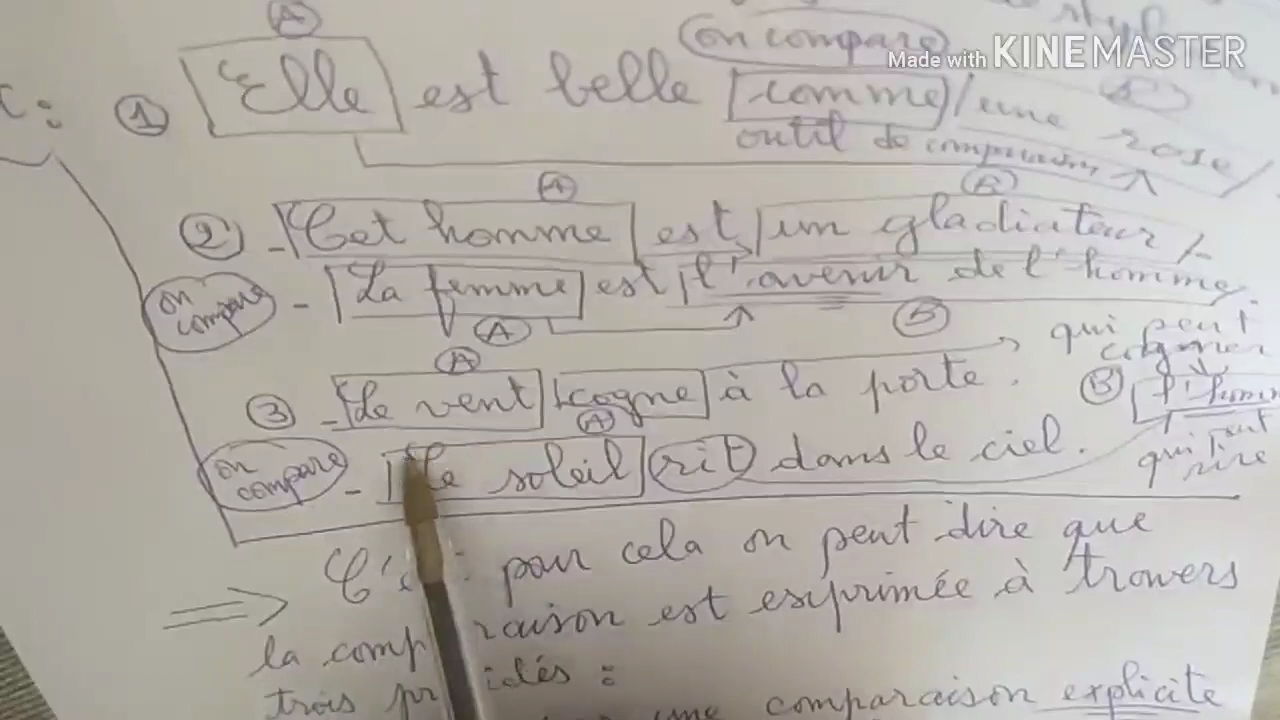 style
on compare
Made with KINEMASTER
A
① Elle est belle comme / une rose /
outil de comparaison
A B
② - Cet homme est un gladiateur /-
on compare - La femme est l'avenir de l'homme.
A B
A qui peut cogner
③ - Le vent cogne à la porte. B l'homme
A
on compare - Le soleil rit dans le ciel. qui peut rire
=> pour cela on peut dire que
la comp raison est exprimée à travers
trois idés :
une comparaison explicite